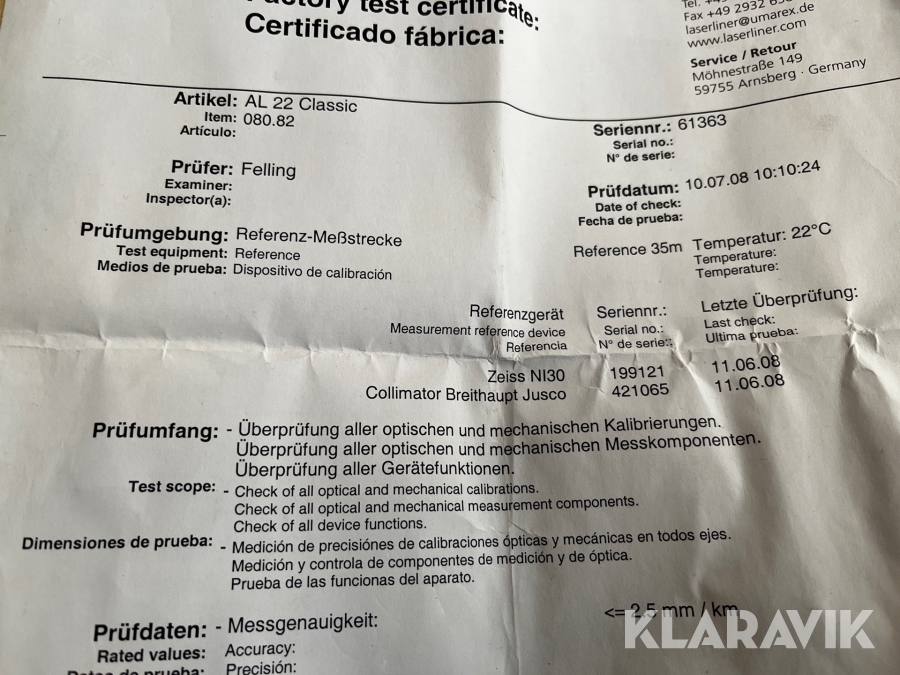 Factory test certificate:
Certificado fábrica:
Tel.
Fax +49 2932
laserliner@umarex.de
www.laserliner.com
Service / Retour
Möhnestraße 149
59755 Arnsberg · Germany
Artikel: AL 22 Classic
Item: 080.82
Artículo:
Seriennr.: 61363
Serial no.:
N° de serie:
Prüfer: Felling
Examiner:
Inspector(a):
Prüfdatum: 10.07.08 10:10:24
Date of check:
Fecha de prueba:
Prüfumgebung: Referenz-Meßstrecke
Test equipment: Reference
Medios de prueba: Dispositivo de calibración
Reference 35m Temperatur: 22°C
Temperature:
Temperature:
Referenzgerät Seriennr.: Letzte Überprüfung:
Measurement reference device Serial no.: Last check:
Referencia N° de serie:: Ultima prueba:
Zeiss NI30 199121 11.06.08
Collimator Breithaupt Jusco 421065 11.06.08
Prüfumfang: - Überprüfung aller optischen und mechanischen Kalibrierungen.
Überprüfung aller optischen und mechanischen Messkomponenten.
Überprüfung aller Gerätefunktionen.
Test scope: - Check of all optical and mechanical calibrations.
Check of all optical and mechanical measurement components.
Check of all device functions.
Dimensiones de prueba: - Medición de precisiónes de calibraciones ópticas y mecánicas en todos ejes.
Medición y controla de componentes de medición y de óptica.
Prueba de las funcionas del aparato.
Prüfdaten: - Messgenauigkeit: <= 2,5 mm / km
Rated values: Accuracy:
Datos de prueba: Precisión:
KLARAVIK